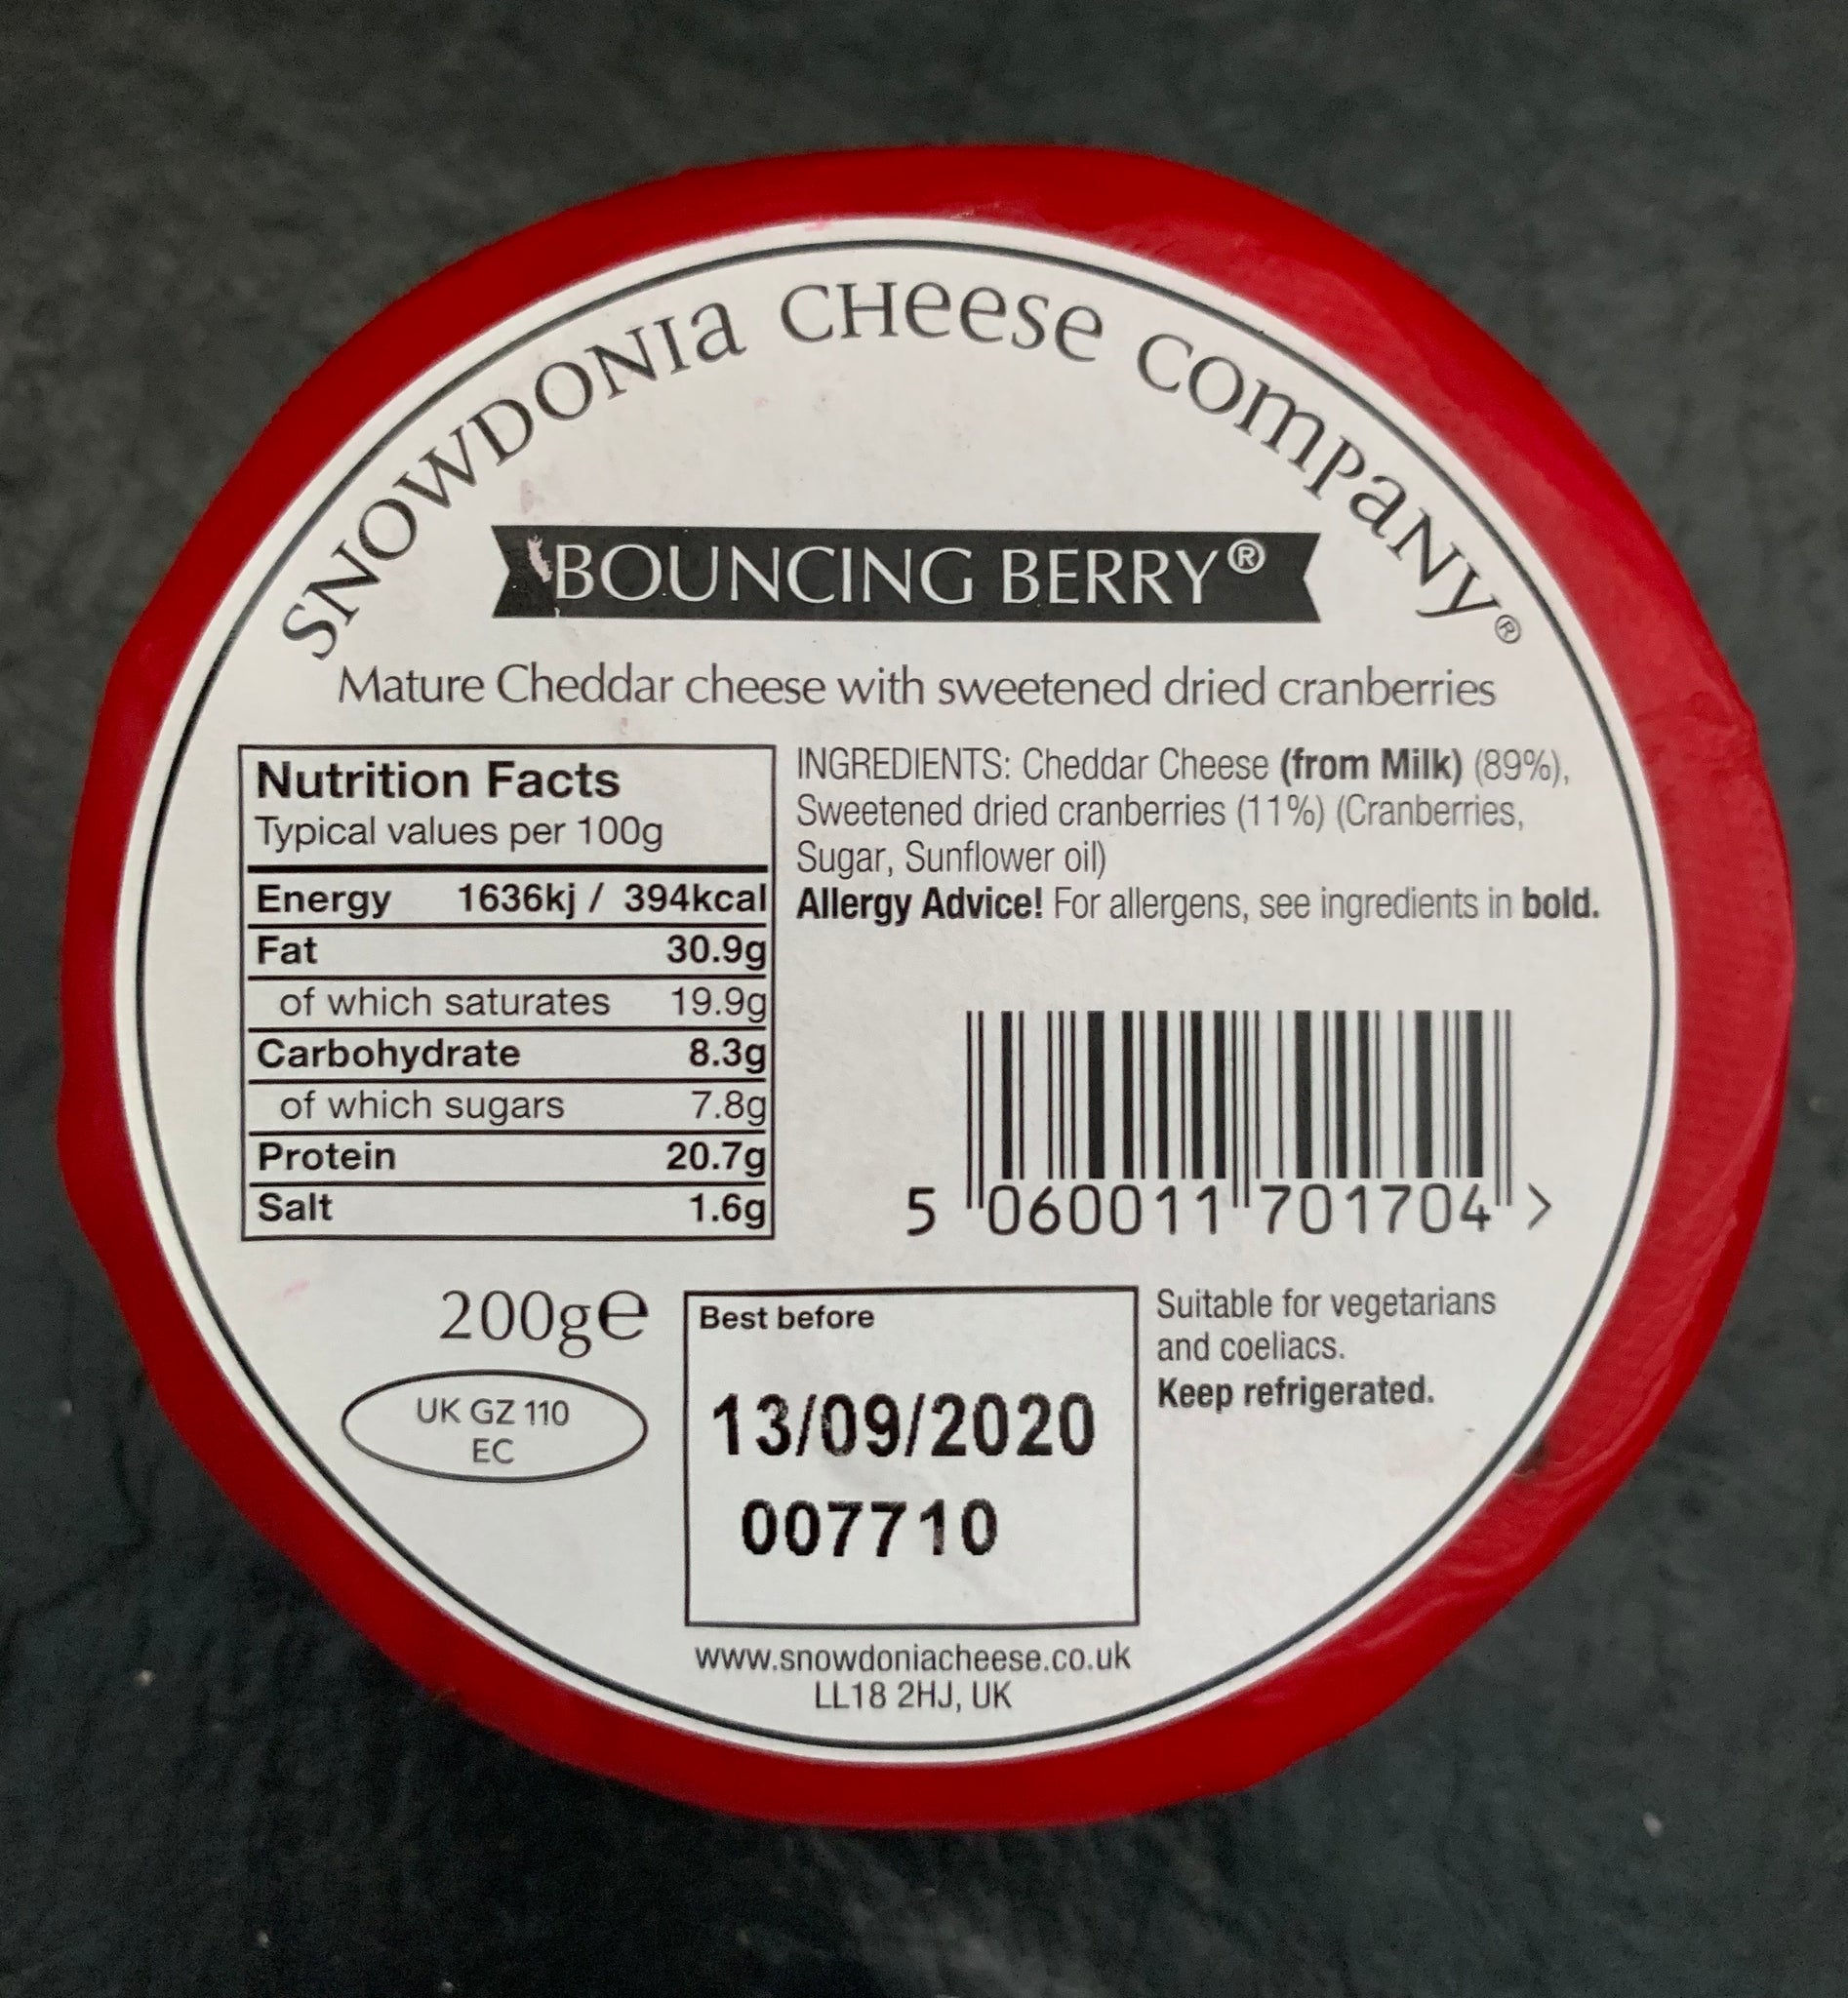 SNOWDONIa CHeese COmPaNY®
BOUNCING BERRY®
Mature Cheddar cheese with sweetened dried cranberries
Nutrition Facts
Typical values per 100g
Energy 1636kj / 394kcal
Fat 30.9g
of which saturates 19.9g
Carbohydrate 8.3g
of which sugars 7.8g
Protein 20.7g
Salt 1.6g
INGREDIENTS: Cheddar Cheese (from Milk) (89%),
Sweetened dried cranberries (11%) (Cranberries,
Sugar, Sunflower oil)
Allergy Advice! For allergens, see ingredients in bold.
5 060011 701704 >
200ge
UK GZ 110
EC
Best before
13/09/2020
007710
Suitable for vegetarians
and coeliacs.
Keep refrigerated.
www.snowdoniacheese.co.uk
LL18 2HJ, UK